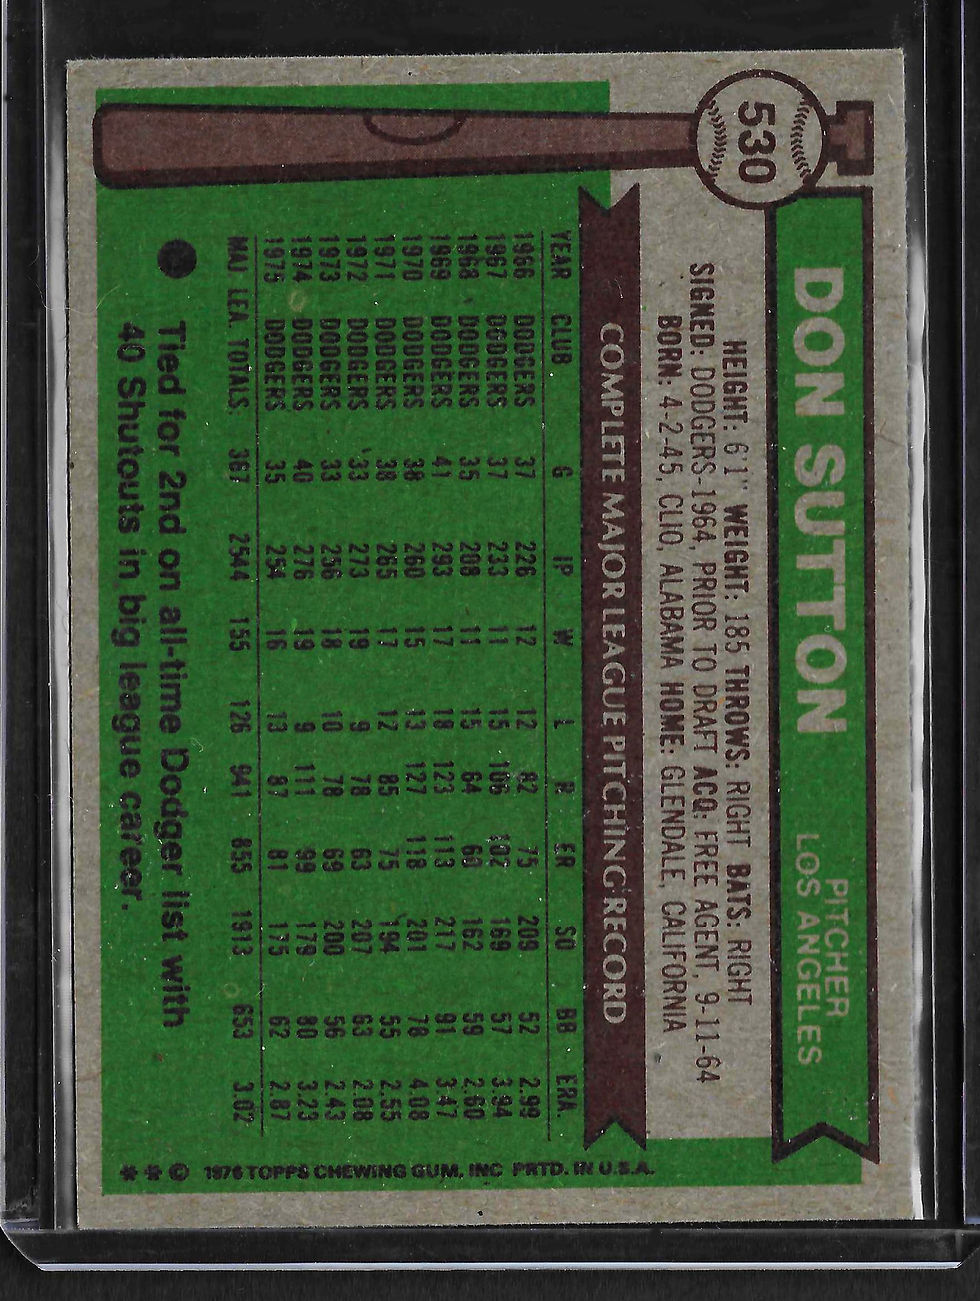 530
DON SUTTON
PITCHER
LOS ANGELES
HEIGHT: 6'1" WEIGHT: 185 THROWS: RIGHT BATS: RIGHT
SIGNED: DODGERS-1964, PRIOR TO DRAFT ACQ: FREE AGENT, 9-11-64
BORN: 4-2-45, CLIO, ALABAMA HOME: GLENDALE, CALIFORNIA
COMPLETE MAJOR LEAGUE PITCHING RECORD
YEAR CLUB G IP W L R ER SO BB ERA
1966 DODGERS 37 226 12 12 82 75 209 52 2.99
1967 DODGERS 37 233 11 15 106 102 169 57 3.94
1968 DODGERS 35 208 11 15 64 60 162 59 2.60
1969 DODGERS 41 293 17 18 123 113 217 91 3.47
1970 DODGERS 38 260 15 13 127 118 201 78 4.08
1971 DODGERS 38 265 17 12 85 75 194 55 2.55
1972 DODGERS 33 273 19 9 78 63 207 63 2.08
1973 DODGERS 33 256 18 10 78 69 200 56 2.43
1974 DODGERS 40 276 19 9 111 99 179 80 3.23
1975 DODGERS 35 254 16 13 87 81 175 62 2.87
MAJ. LEA. TOTALS 367 2544 155 126 941 855 1913 653 3.02
Tied for 2nd on all-time Dodger list with
40 Shutouts in big league career.
* * © 1976 TOPPS CHEWING GUM, INC PRTD. IN U.S.A.